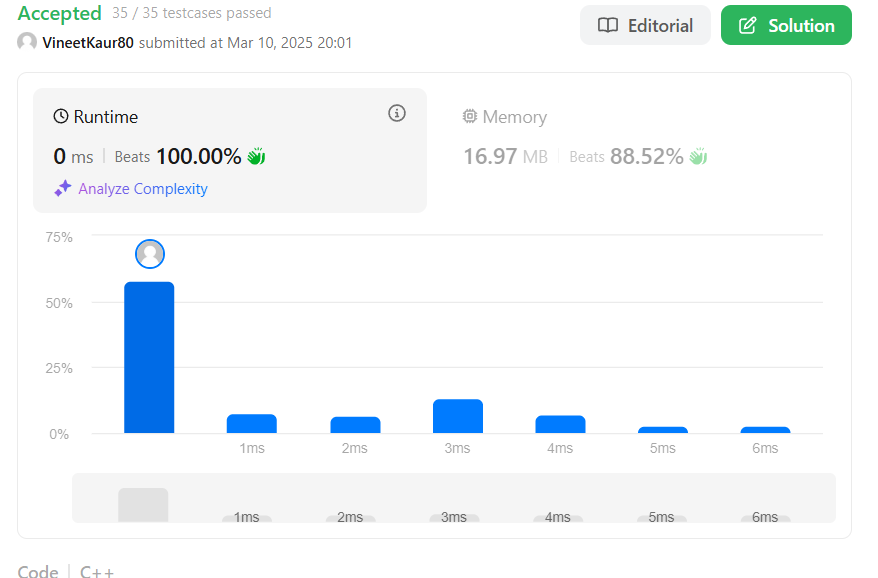 Accepted 35 / 35 testcases passed
Editorial
Solution
VineetKaur80 submitted at Mar 10, 2025 20:01
Runtime
0 ms | Beats 100.00%
Analyze Complexity
Memory
16.97 MB | Beats 88.52%
75%
50%
25%
0%
1ms 2ms 3ms 4ms 5ms 6ms
1ms 2ms 3ms 4ms 5ms 6ms
Code | C++